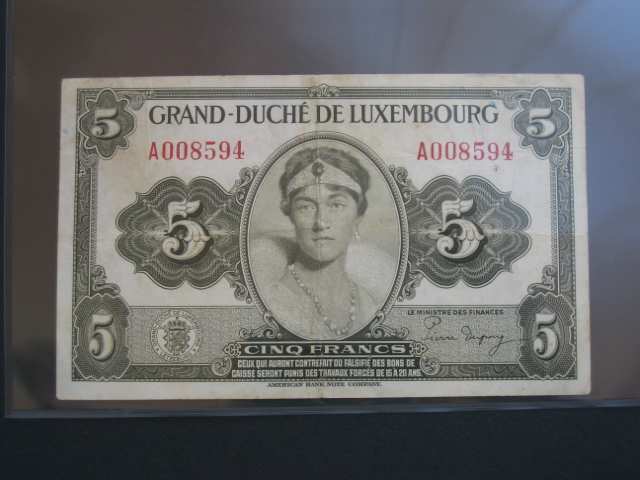 5 GRAND-DUCHÉ DE LUXEMBOURG 5
A008594 A008594
5 5
LE MINISTRE DES FINANCES
Pierre Dupong
5 CINQ FRANCS 5
CEUX QUI AURONT CONTREFAIT OU FALSIFIÉ DES BONS DE
CAISSE SERONT PUNIS DES TRAVAUX FORCÉS DE 15 À 20 ANS
AMERICAN BANK NOTE COMPANY.